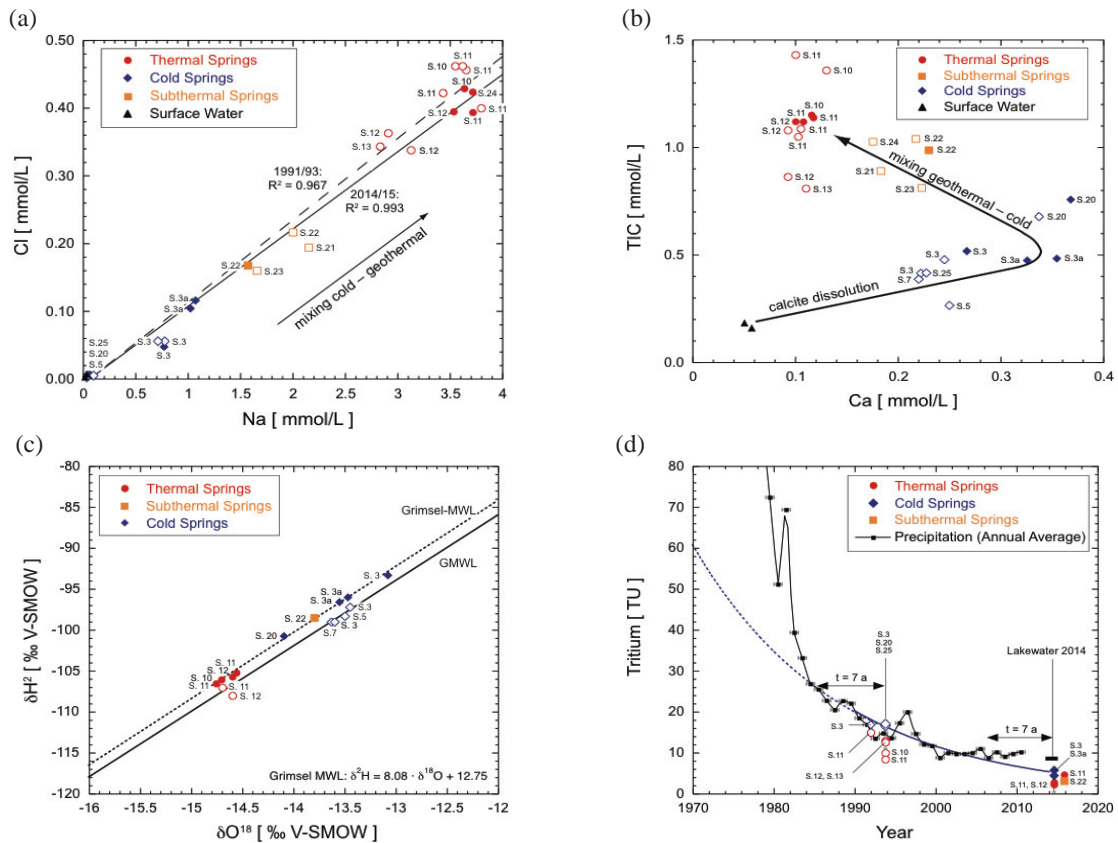 (a)
0.50
0.40
0.30
0.20
0.10
0.00
Cl [ mmol/L ]
Thermal Springs
Cold Springs
Subthermal Springs
Surface Water
S.11
S.10
S.11
S.11
S.10
S.24
S.12
S.11
S.11
S.12
S.13
S.12
1991/93:
R² = 0.967
2014/15:
R² = 0.993
S.22
S.21
S.22
S.23
mixing cold – geothermal
S.3a
S.3a
S.3
S.3
S.3
S.25
S.20
S.5
0 0.5 1 1.5 2 2.5 3 3.5 4
Na [ mmol/L ]
(b)
1.5
1.0
0.5
0.0
TIC [ mmol/L ]
Thermal Springs
Subthermal Springs
Cold Springs
Surface Water
S.11
S.10
S.10
S.11
S.11
S.12
S.12
S.11
S.11
S.12
S.13
S.24
S.22
S.22
S.21
S.23
mixing geothermal – cold
S.20
S.20
S.3
S.3
S.3a
S.3a
S.3
S.25
S.7
S.5
calcite dissolution
0.0 0.1 0.2 0.3 0.4
Ca [ mmol/L ]
(c)
-80
-85
-90
-95
-100
-105
-110
-115
-120
δH² [ ‰ V-SMOW ]
Thermal Springs
Subthermal Springs
Cold Springs
Grimsel-MWL
GMWL
S. 3
S. 3a
S. 3a
S.3
S.5
S. 3
S.7
S. 22
S. 20
S. 11
S. 12
S. 10
S. 11
S. 11
S. 12
Grimsel MWL: δ²H = 8.08 · δ¹⁸O + 12.75
-16 -15 -14 -13 -12
δO¹⁸ [ ‰ V-SMOW ]
(d)
80
70
60
50
40
30
20
10
0
Tritium [ TU ]
Thermal Springs
Cold Springs
Subthermal Springs
Precipitation (Annual Average)
S.3
S.20
S.25
Lakewater 2014
t = 7 a
t = 7 a
S.3
S.11
S.10
S.11
S.12, S.13
S.3
S.3a
S.11
S.22
S.11, S.12
1970 1980 1990 2000 2010 2020
Year